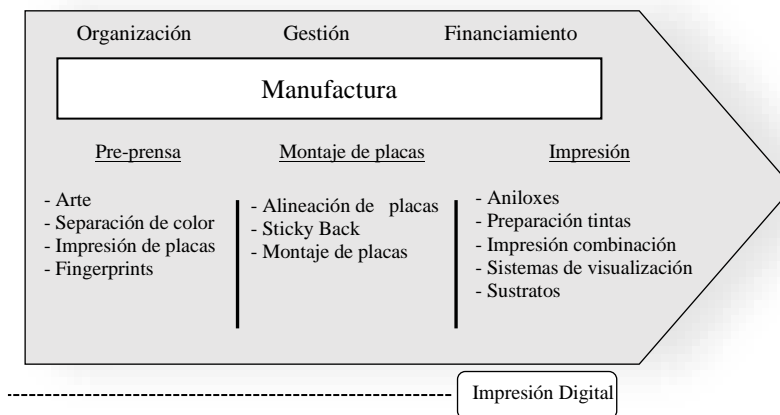 Organización Gestión Financiamiento
Manufactura
Pre-prensa
- Arte
- Separación de color
- Impresión de placas
- Fingerprints
Montaje de placas
- Alineación de placas
- Sticky Back
- Montaje de placas
Impresión
- Aniloxes
- Preparación tintas
- Impresión combinación
- Sistemas de visualización
- Sustratos
Impresión Digital